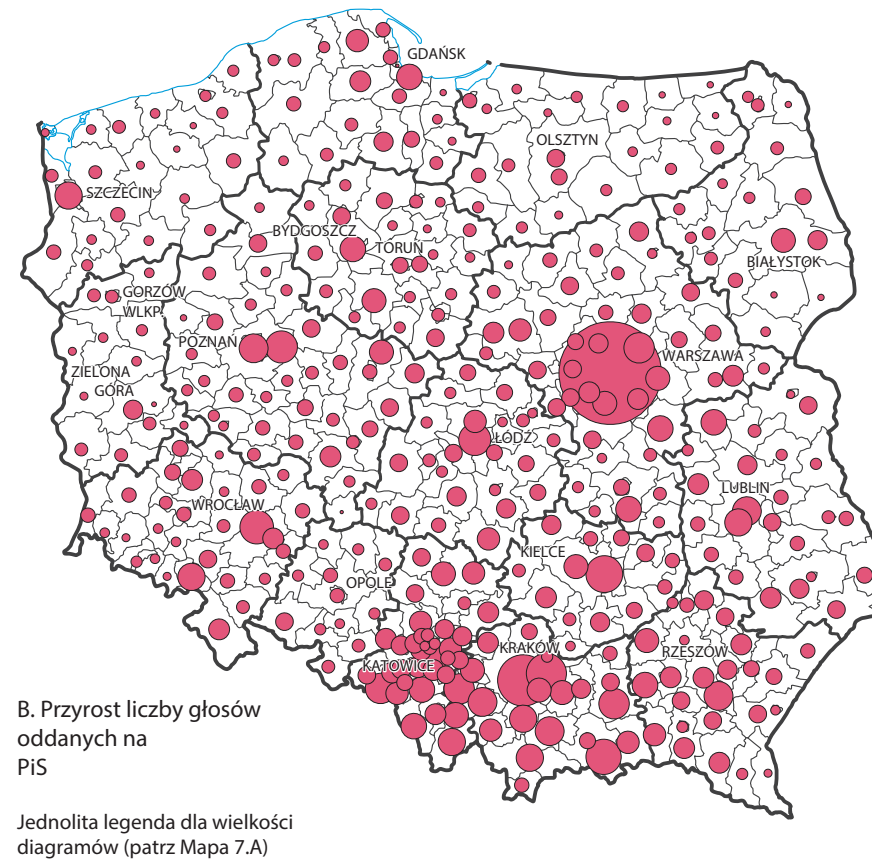 GDAŃSK
OLSZTYN
SZCZECIN
BYDGOSZCZ
TORUŃ
BIAŁYSTOK
GORZÓW
WLKP.
POZNAŃ
WARSZAWA
ZIELONA
GÓRA
ŁÓDŹ
WROCŁAW
LUBLIN
KIELCE
OPOLE
KATOWICE
KRAKÓW
RZESZÓW
B. Przyrost liczby głosów
oddanych na
PiS
Jednolita legenda dla wielkości
diagramów (patrz Mapa 7.A)